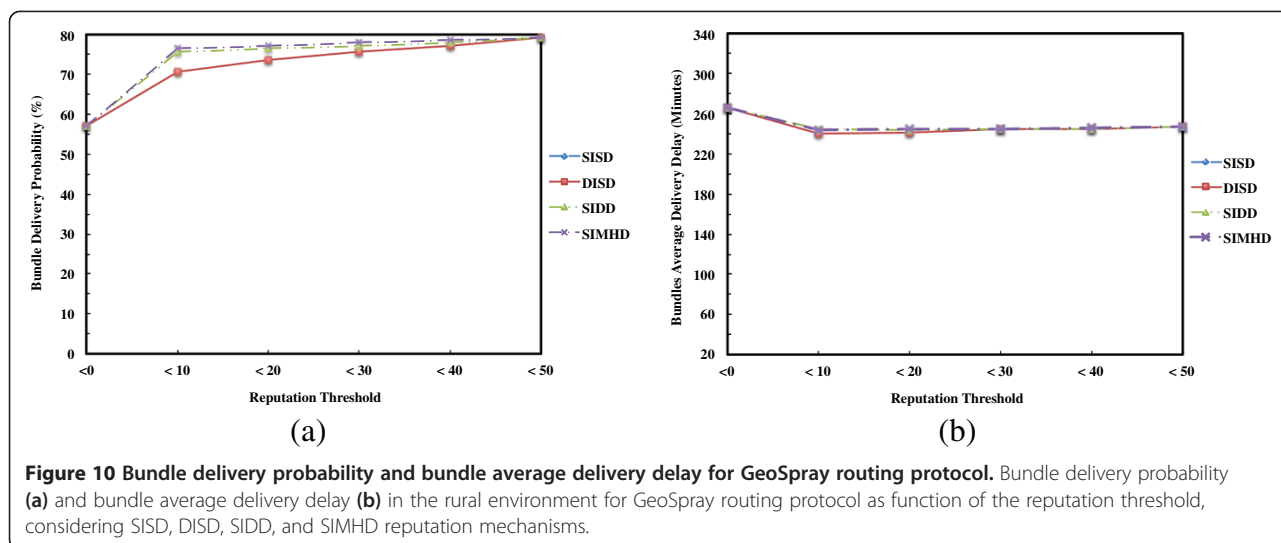 80
70
60
50
40
30
20
10
0
Bundle Delivery Probability (%)
<0
< 10
< 20
< 30
< 40
< 50
Reputation Threshold
SISD
DISD
SIDD
SIMHD
(a)
340
300
260
220
180
140
100
60
20
Bundles Average Delivery Delay (Minutes)
<0
< 10
< 20
< 30
< 40
< 50
Reputation Threshold
SISD
DISD
SIDD
SIMHD
(b)
Figure 10 Bundle delivery probability and bundle average delivery delay for GeoSpray routing protocol. Bundle delivery probability
(a) and bundle average delivery delay (b) in the rural environment for GeoSpray routing protocol as function of the reputation threshold,
considering SISD, DISD, SIDD, and SIMHD reputation mechanisms.